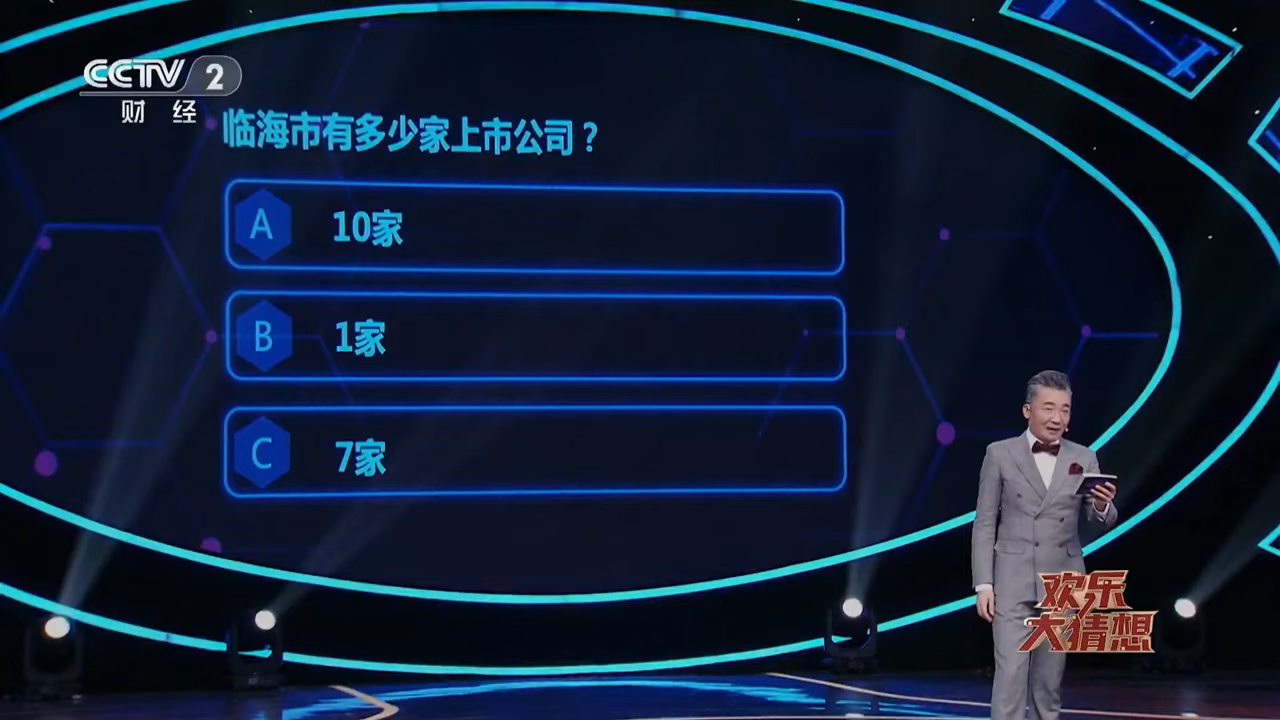 CCTV 2
财 经
临海市有多少家上市公司？
A 10家
B 1家
C 7家
欢乐
大猜想